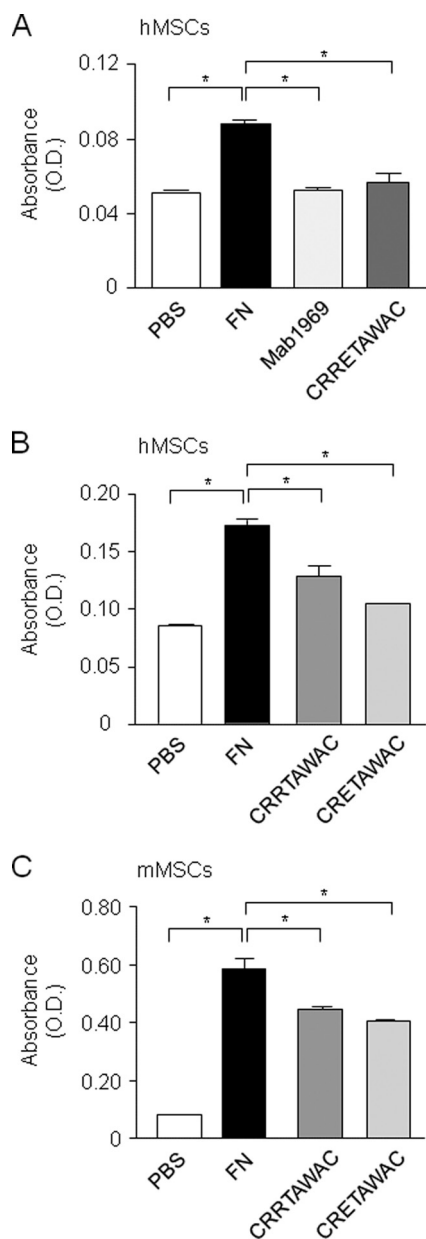 A
hMSCs
*
*
*
Absorbance
(O.D.)
0.12
0.08
0.04
0
PBS
FN
Mab1969
CRRETAWAC
B
hMSCs
*
*
*
Absorbance
(O.D.)
0.20
0.15
0.10
0.05
0
PBS
FN
CRRTAWAC
CRETAWAC
C
mMSCs
*
*
*
Absorbance
(O.D.)
0.80
0.60
0.40
0.20
0
PBS
FN
CRRTAWAC
CRETAWAC